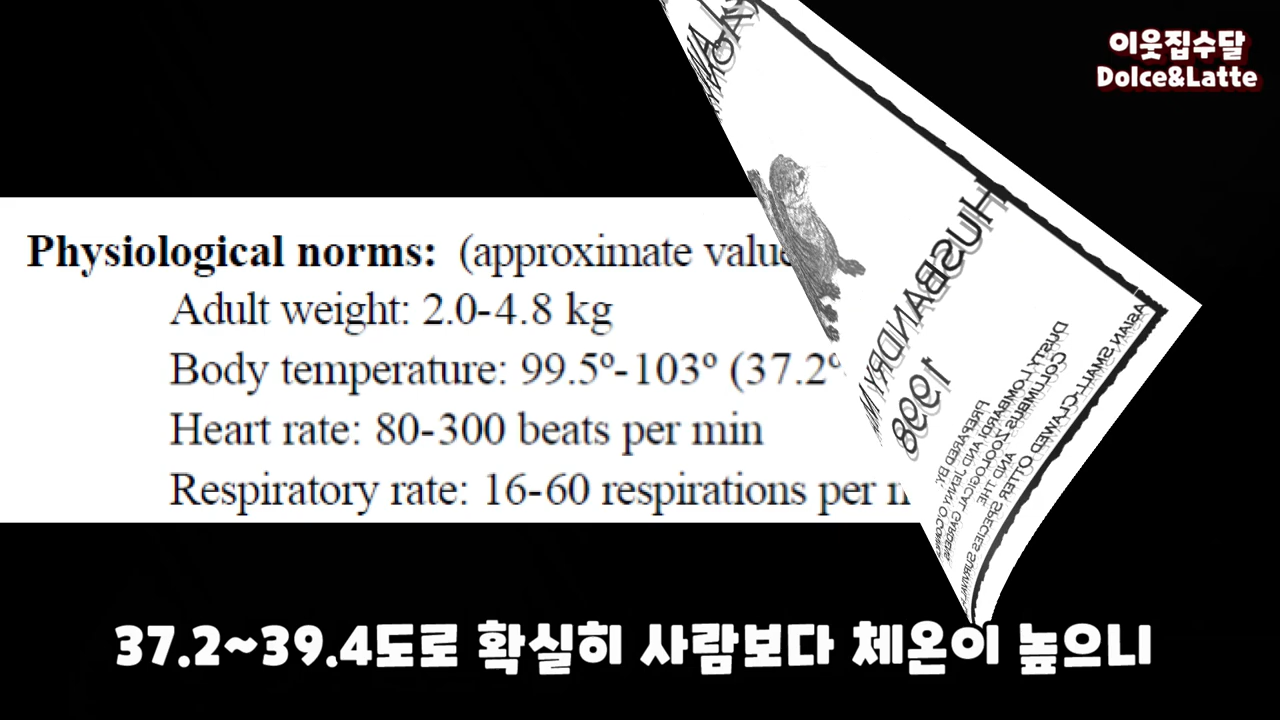 이웃집수달
Dolce&Latte
Physiological norms: (approximate value
Adult weight: 2.0-4.8 kg
Body temperature: 99.5º-103º (37.2º
Heart rate: 80-300 beats per min
Respiratory rate: 16-60 respirations per
HUSBANDRY
1998
PREPARED BY:
DUSTY LOMBARDI AND JENNY O'CONNOR
COLUMBUS ZOOLOGICAL GARDENS
AND THE
ASIAN SMALL-CLAWED OTTER SPECIES SURVIVAL
37.2~39.4도로 확실히 사람보다 체온이 높으니